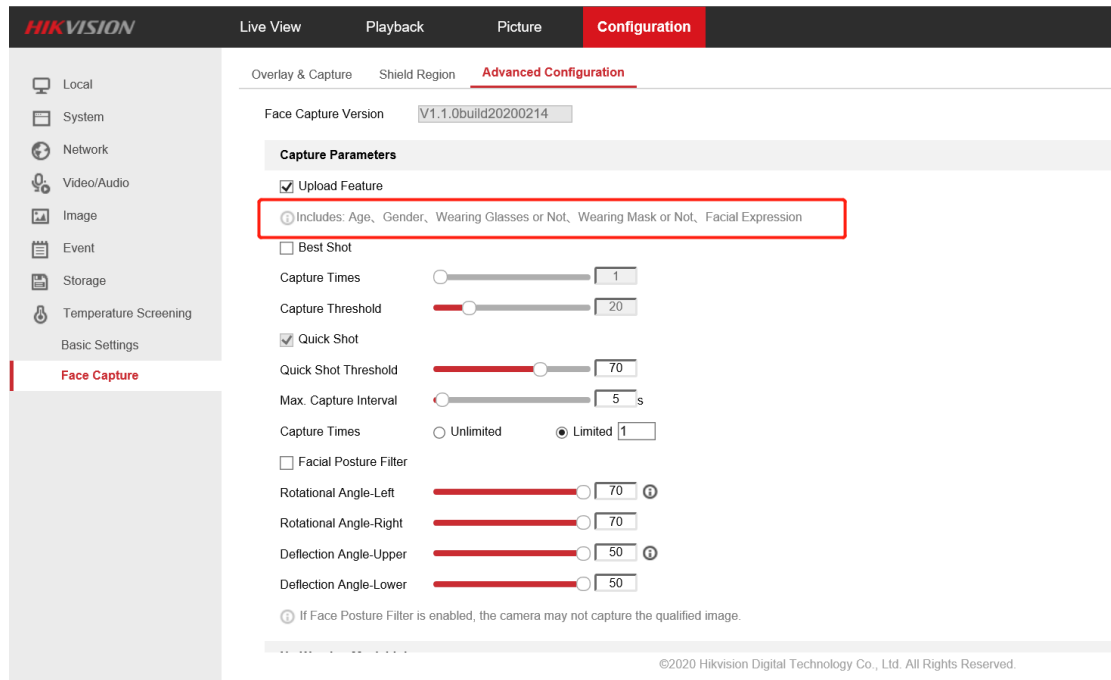 HIKVISION Live View Playback Picture Configuration
Local
System
Network
Video/Audio
Image
Event
Storage
Temperature Screening
Basic Settings
Face Capture
Overlay & Capture Shield Region Advanced Configuration
Face Capture Version V1.1.0build20200214
Capture Parameters
Upload Feature
Includes: Age、Gender、Wearing Glasses or Not、Wearing Mask or Not、Facial Expression
Best Shot
Capture Times 1
Capture Threshold 20
Quick Shot
Quick Shot Threshold 70
Max. Capture Interval 5 s
Capture Times Unlimited Limited 1
Facial Posture Filter
Rotational Angle-Left 70
Rotational Angle-Right 70
Deflection Angle-Upper 50
Deflection Angle-Lower 50
If Face Posture Filter is enabled, the camera may not capture the qualified image.
©2020 Hikvision Digital Technology Co., Ltd. All Rights Reserved.